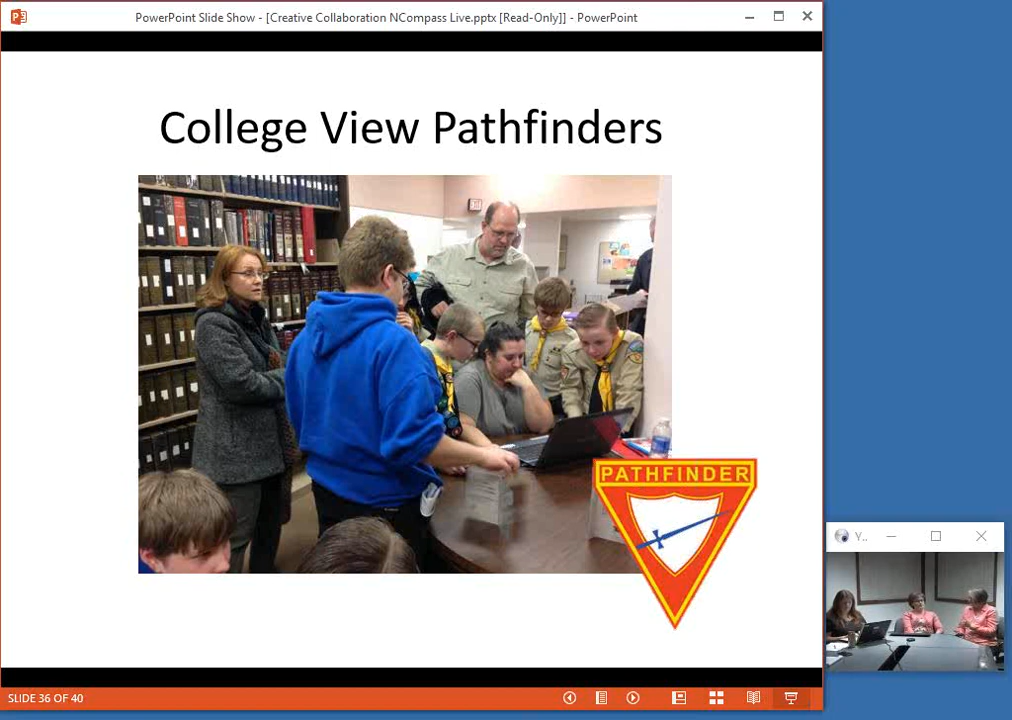 PowerPoint Slide Show - [Creative Collaboration NCompass Live.pptx [Read-Only]] - PowerPoint
College View Pathfinders
PATHFINDER
Y..
SLIDE 36 OF 40